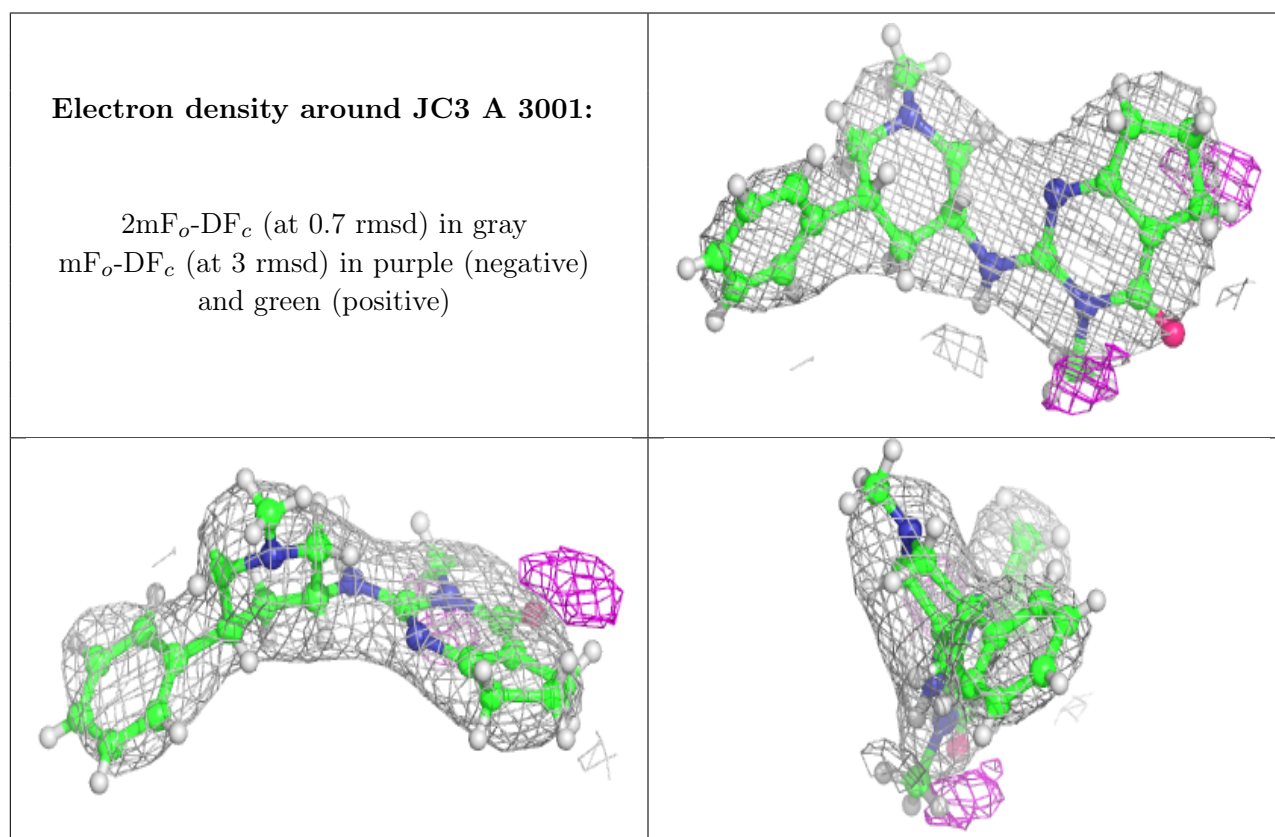 Electron density around JC3 A 3001:
2mFo-DFc (at 0.7 rmsd) in gray
mFo-DFc (at 3 rmsd) in purple (negative)
and green (positive)